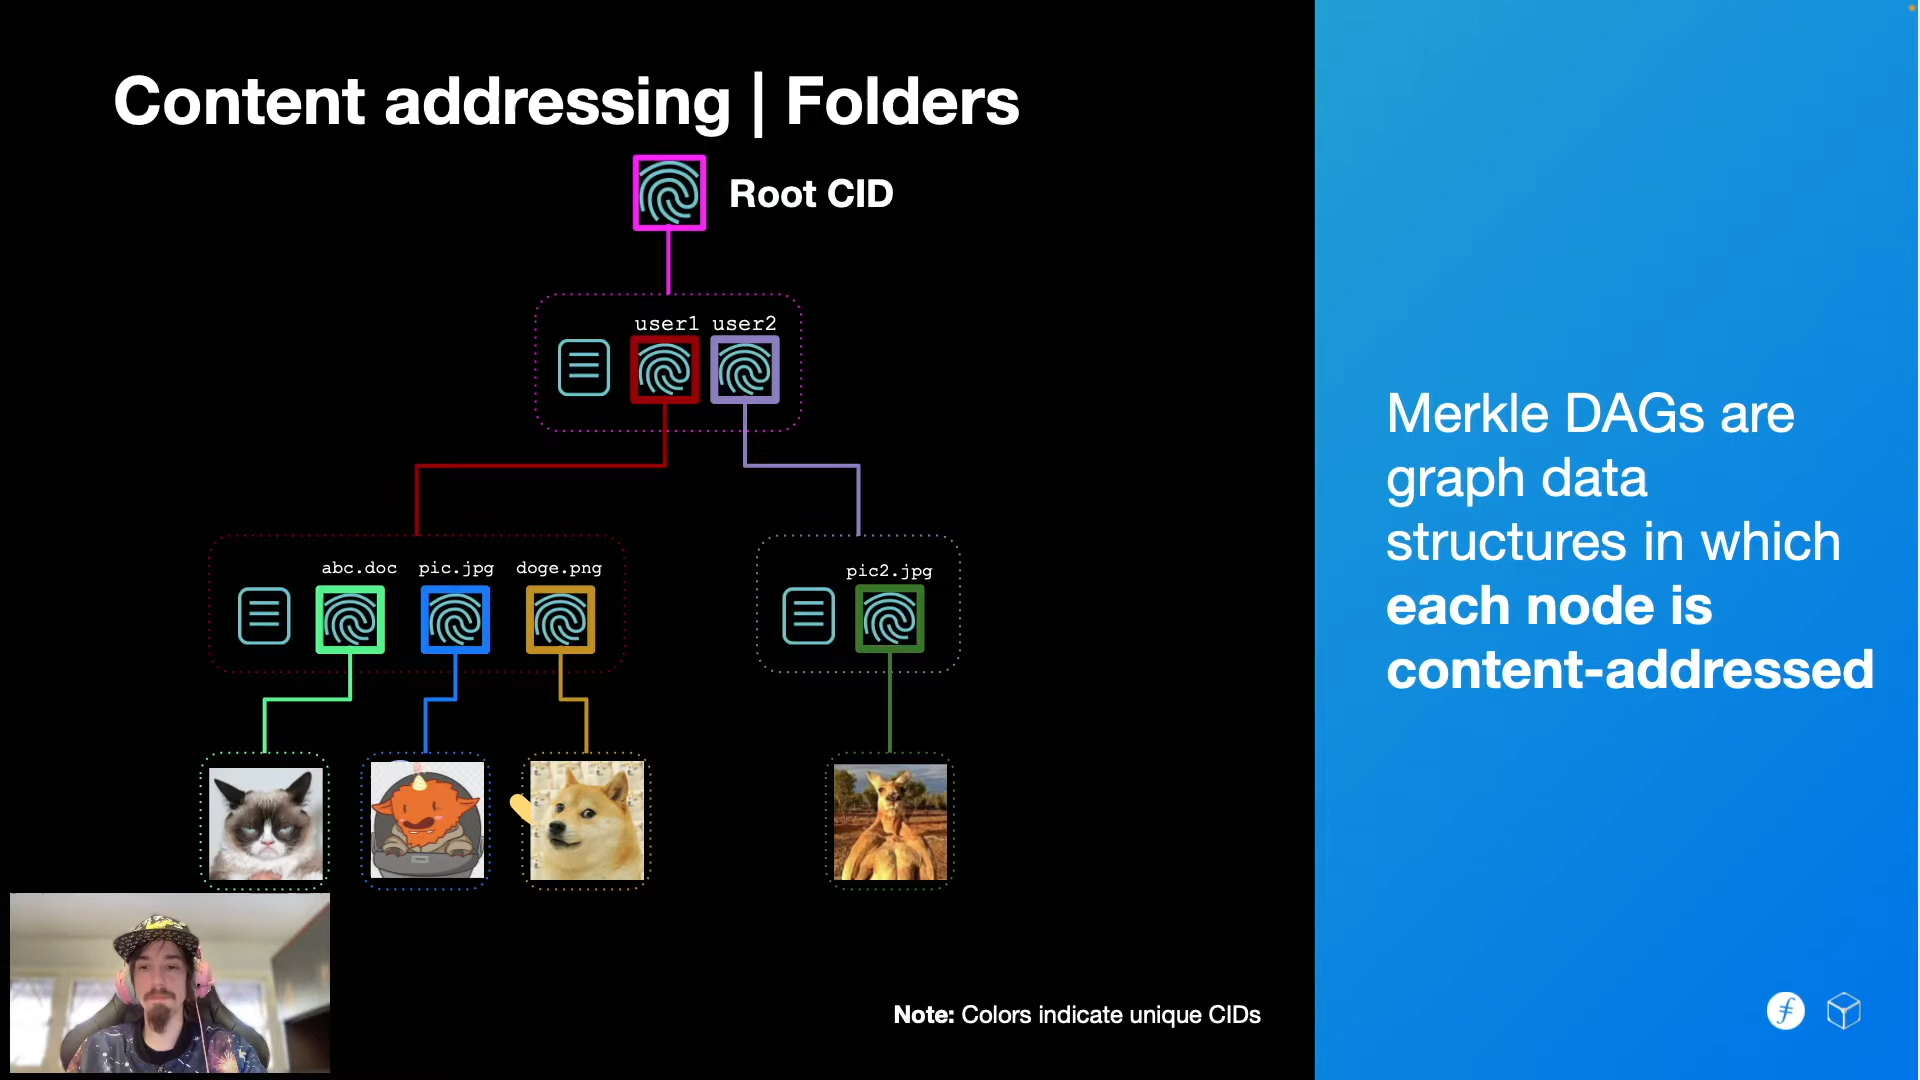 Content addressing | Folders
Root CID
user1 user2
abc.doc pic.jpg doge.png
pic2.jpg
Note: Colors indicate unique CIDs
Merkle DAGs are
graph data
structures in which
each node is
content-addressed